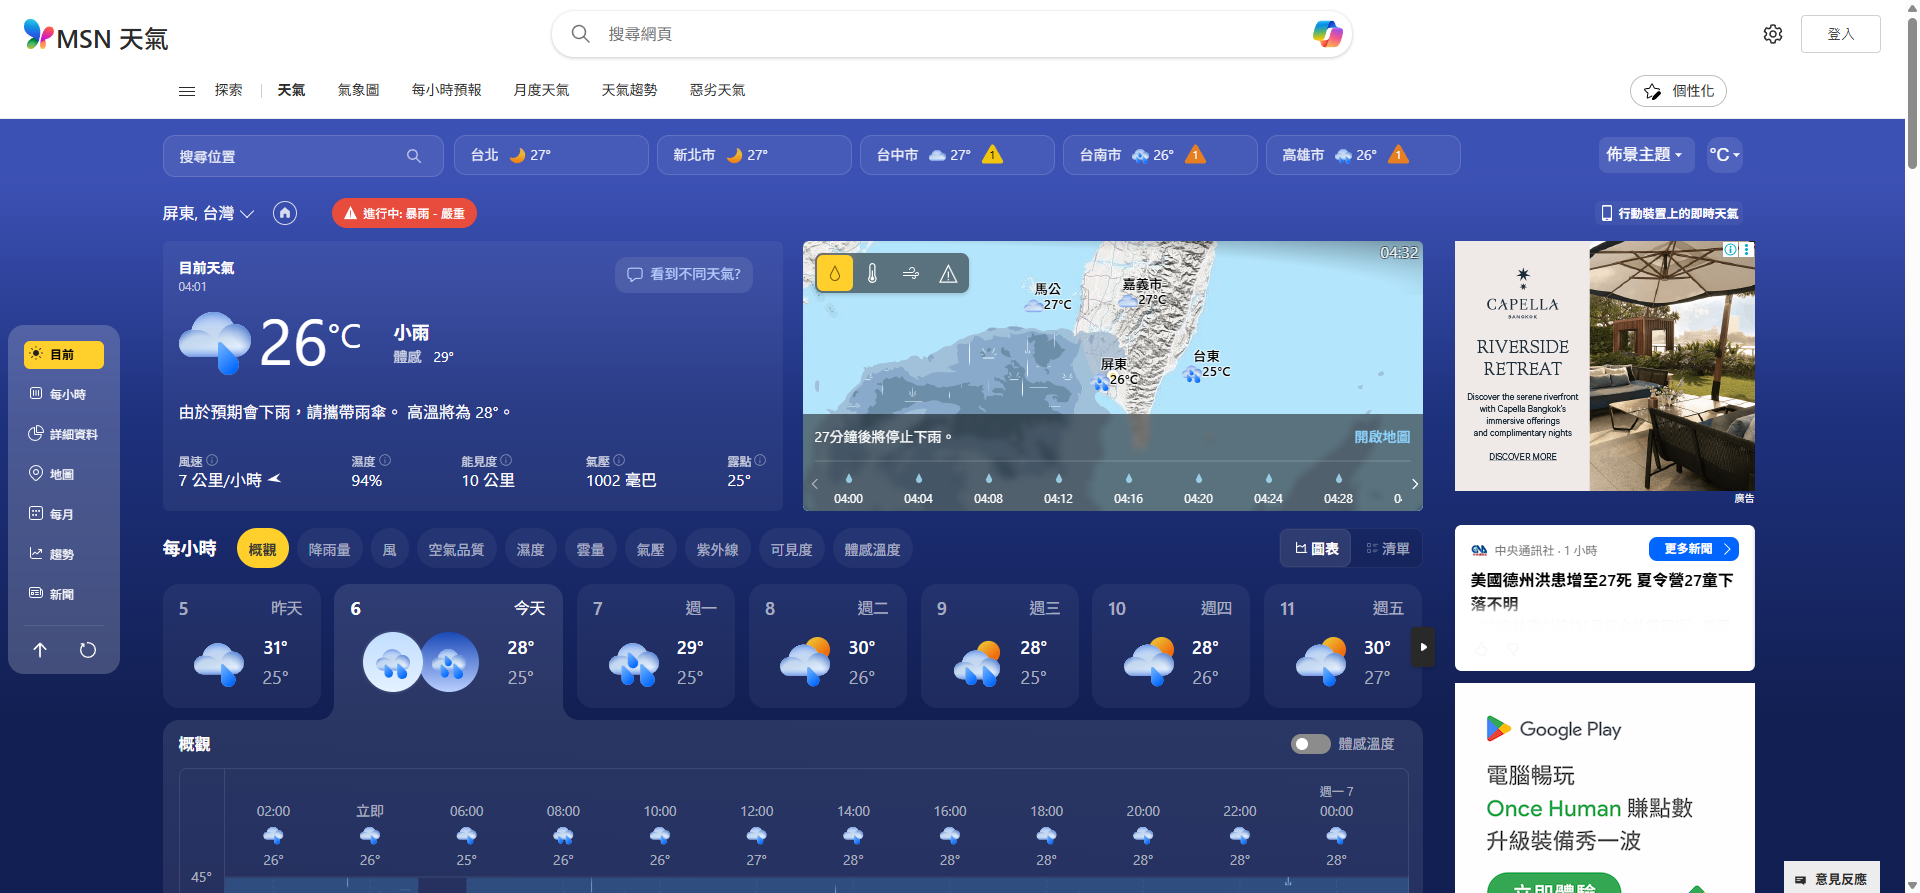 MSN 天氣
搜尋網頁
登入
探索
天氣
氣象圖
每小時預報
月度天氣
天氣趨勢
惡劣天氣
個性化
搜尋位置
台北 27°
新北市 27°
台中市 27° 1
台南市 26° 1
高雄市 26° 1
佈景主題
°C
屏東, 台灣
進行中: 暴雨 - 嚴重
行動裝置上的即時天氣
目前天氣
04:01
看到不同天氣?
26°C
小雨
體感 29°
由於預期會下雨，請攜帶雨傘。 高溫將為 28°。
風速
7 公里/小時
濕度
94%
能見度
10 公里
氣壓
1002 毫巴
露點
25°
04:32
馬公
27°C
嘉義市
27°C
屏東
26°C
台東
25°C
27分鐘後將停止下雨。
開啟地圖
04:00 04:04 04:08 04:12 04:16 04:20 04:24 04:28
CAPELLA
BANGKOK
RIVERSIDE
RETREAT
Discover the serene riverfront
with Capella Bangkok's
immersive offerings
and complimentary nights
DISCOVER MORE
廣告
目前
每小時
詳細資料
地圖
每月
趨勢
新聞
每小時
概觀
降雨量
風
空氣品質
濕度
雲量
氣壓
紫外線
可見度
體感溫度
圖表
清單
5 昨天
31°
25°
6 今天
28°
25°
7 週一
29°
25°
8 週二
30°
26°
9 週三
28°
25°
10 週四
28°
26°
11 週五
30°
27°
中央通訊社 · 1 小時
更多新聞
美國德州洪患增至27死 夏令營27童下
落不明
概觀
體感溫度
週一 7
02:00 立即 06:00 08:00 10:00 12:00 14:00 16:00 18:00 20:00 22:00 00:00
26° 26° 25° 26° 26° 27° 28° 28° 28° 28° 28° 28°
45°
Google Play
電腦暢玩
Once Human 賺點數
升級裝備秀一波
立即體驗
意見反應